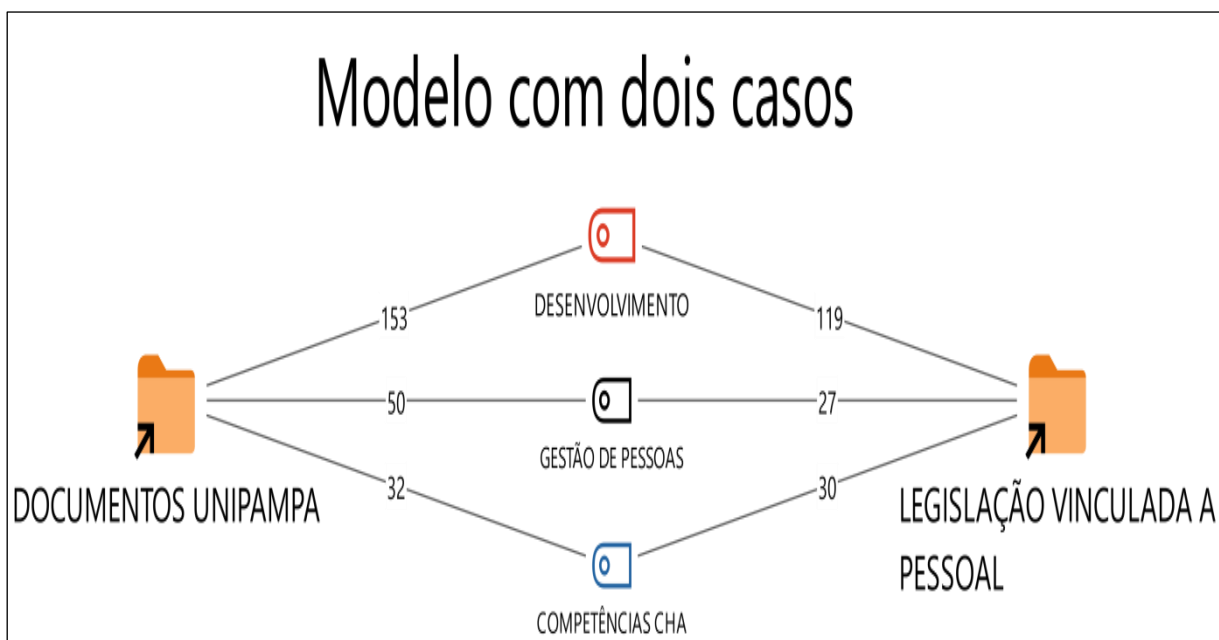 Modelo com dois casos
DESENVOLVIMENTO
153
119
50
27
GESTÃO DE PESSOAS
DOCUMENTOS UNIPAMPA
32
30
LEGISLAÇÃO VINCULADA A
PESSOAL
COMPETÊNCIAS CHA